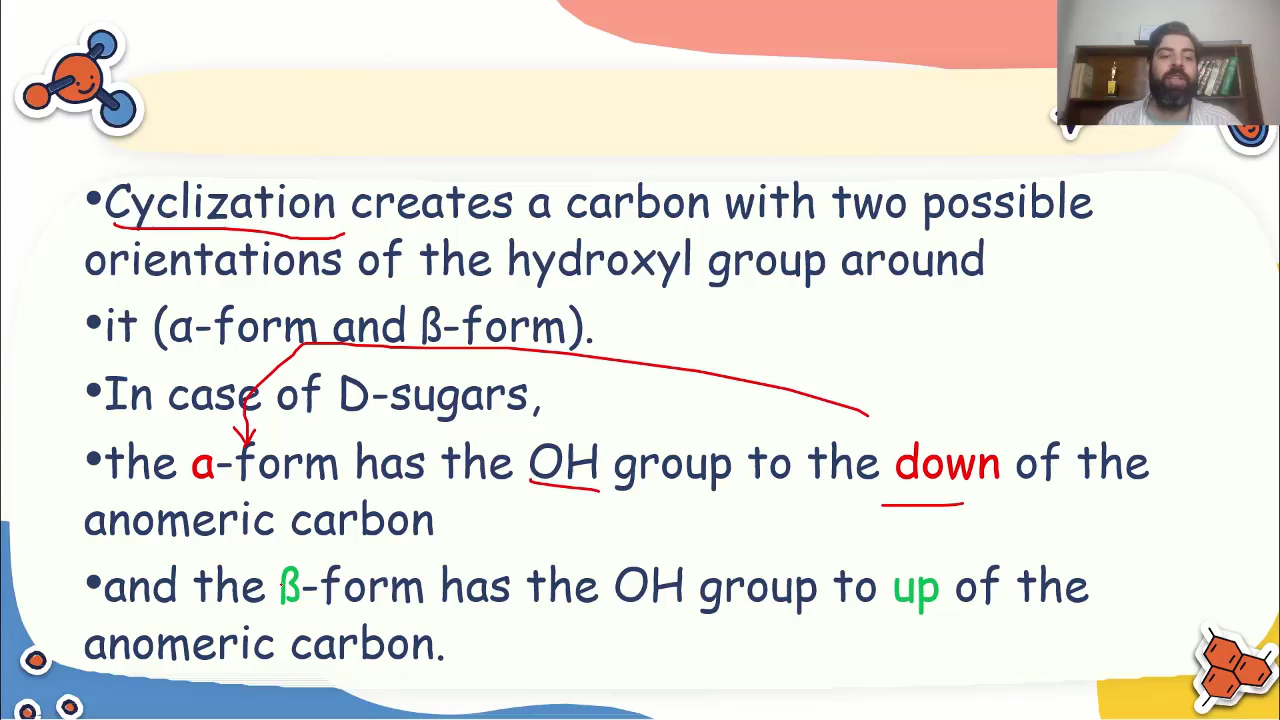 •Cyclization creates a carbon with two possible
orientations of the hydroxyl group around
•it (α-form and ß-form).
•In case of D-sugars,
•the α-form has the OH group to the down of the
anomeric carbon
•and the ß-form has the OH group to up of the
anomeric carbon.